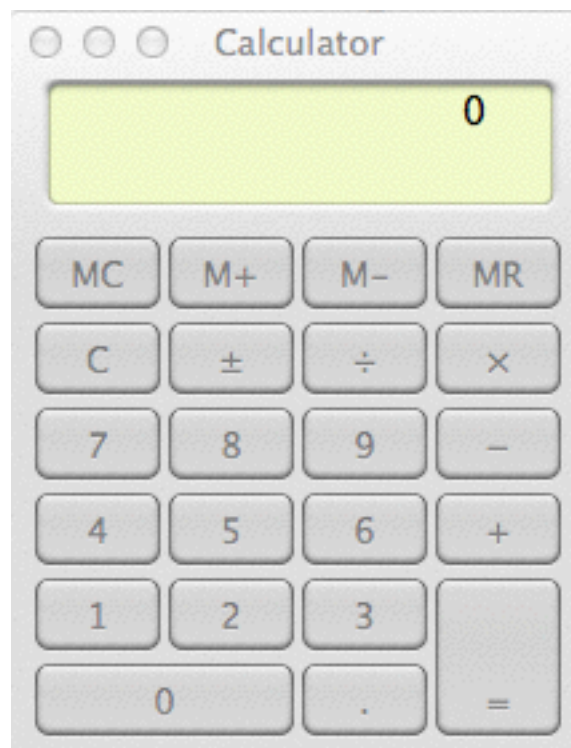 Calculator
0
MC M+ M− MR
C ± ÷ ×
7 8 9 −
4 5 6 +
1 2 3
0 . =